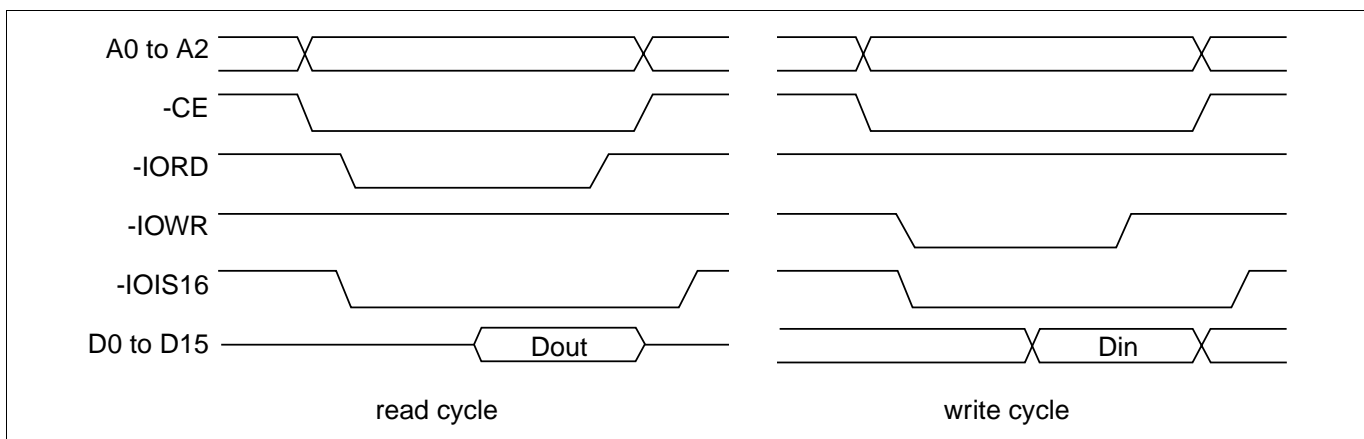 A0 to A2
-CE
-IORD
-IOWR
-IOIS16
D0 to D15 Dout Din
read cycle write cycle